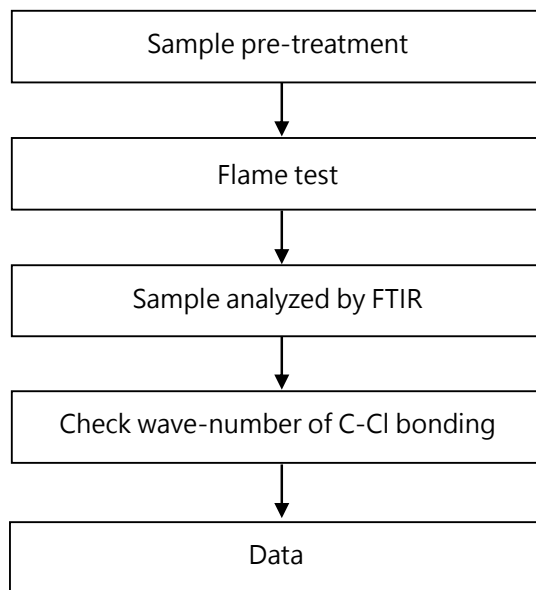 Sample pre-treatment
Flame test
Sample analyzed by FTIR
Check wave-number of C-Cl bonding
Data